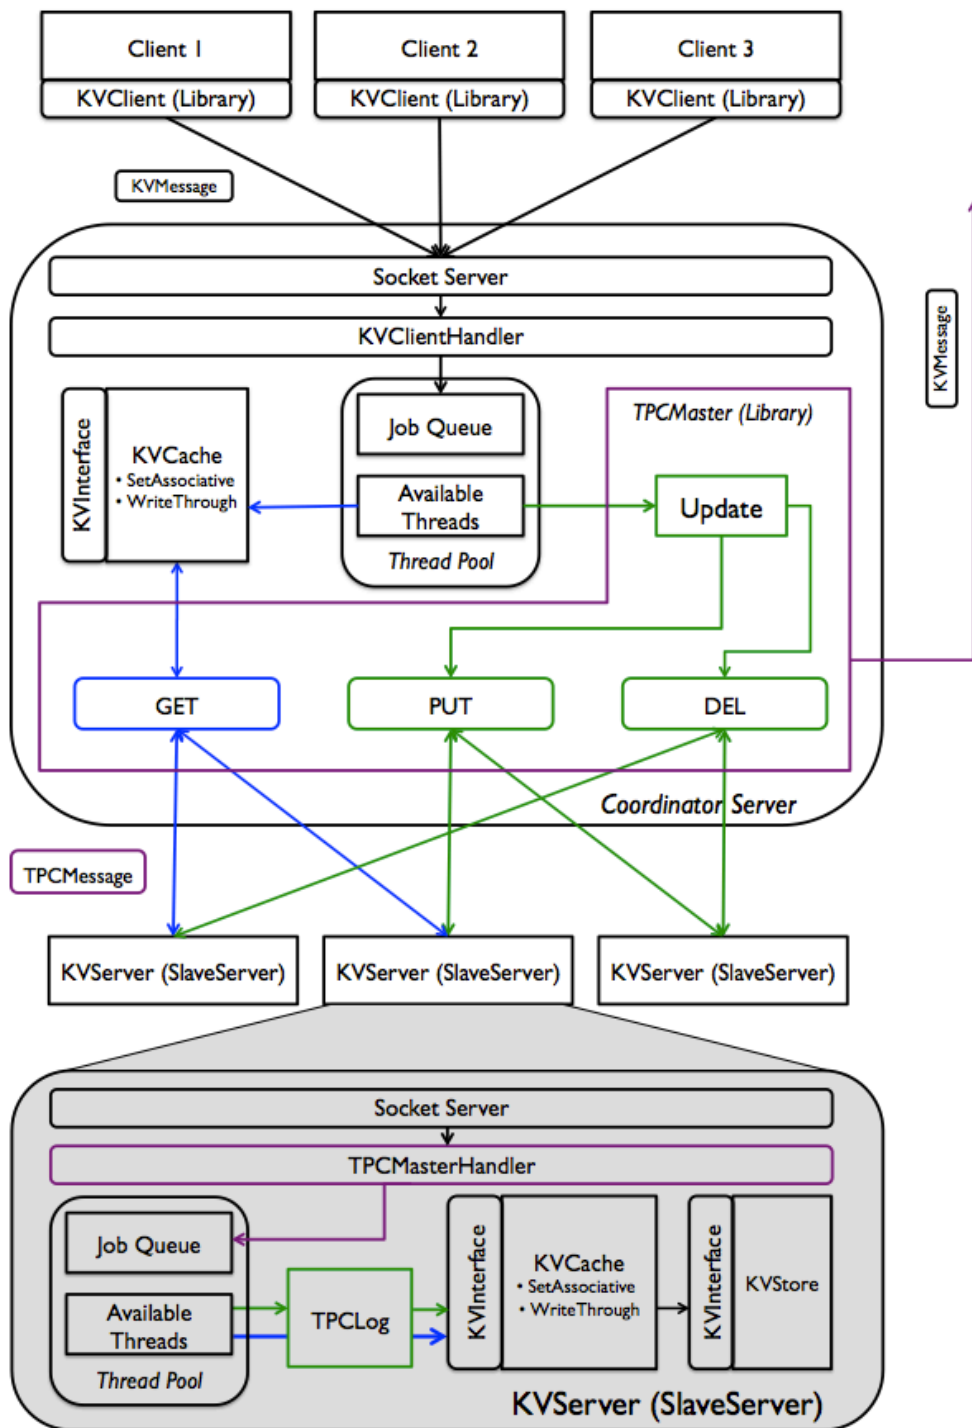 Client 1
Client 2
Client 3
KVClient (Library)
KVClient (Library)
KVClient (Library)
KVMessage
Socket Server
KVClientHandler
KVMessage
KVInterface
KVCache
• SetAssociative
• WriteThrough
Job Queue
Available
Threads
Thread Pool
TPCMaster (Library)
Update
GET
PUT
DEL
Coordinator Server
TPCMessage
KVServer (SlaveServer)
KVServer (SlaveServer)
KVServer (SlaveServer)
Socket Server
TPCMasterHandler
Job Queue
Available
Threads
Thread Pool
TPCLog
KVInterface
KVCache
• SetAssociative
• WriteThrough
KVInterface
KVStore
KVServer (SlaveServer)